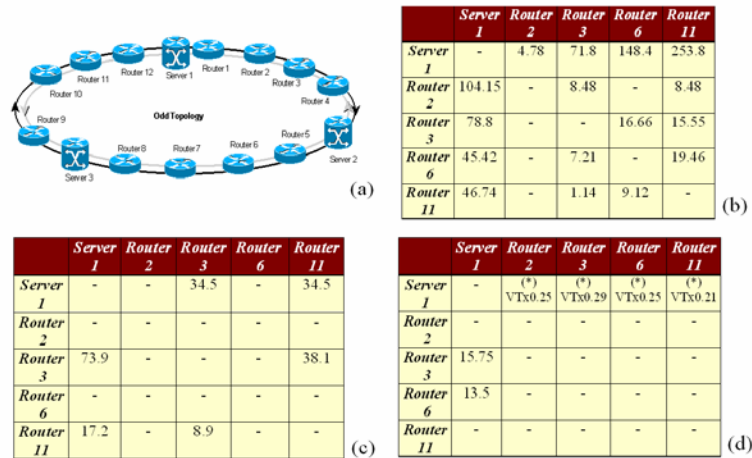 Router 11
Router 12
Server 1
Router 1
Router 2
Router 3
Router 4
Router 10
Odd Topology
Router 9
Server 3
Router 8
Router 7
Router 6
Router 5
Server 2
(a)
Server 1 Router 2 Router 3 Router 6 Router 11
Server 1 - 4.78 71.8 148.4 253.8
Router 2 104.15 - 8.48 - 8.48
Router 3 78.8 - - 16.66 15.55
Router 6 45.42 - 7.21 - 19.46
Router 11 46.74 - 1.14 9.12 -
(b)
Server 1 Router 2 Router 3 Router 6 Router 11
Server 1 - - 34.5 - 34.5
Router 2 - - - - -
Router 3 73.9 - - - 38.1
Router 6 - - - - -
Router 11 17.2 - 8.9 - -
(c)
Server 1 Router 2 Router 3 Router 6 Router 11
Server 1 - (*) VTx0.25 (*) VTx0.29 (*) VTx0.25 (*) VTx0.21
Router 2 - - - - -
Router 3 15.75 - - - -
Router 6 13.5 - - - -
Router 11 - - - - -
(d)